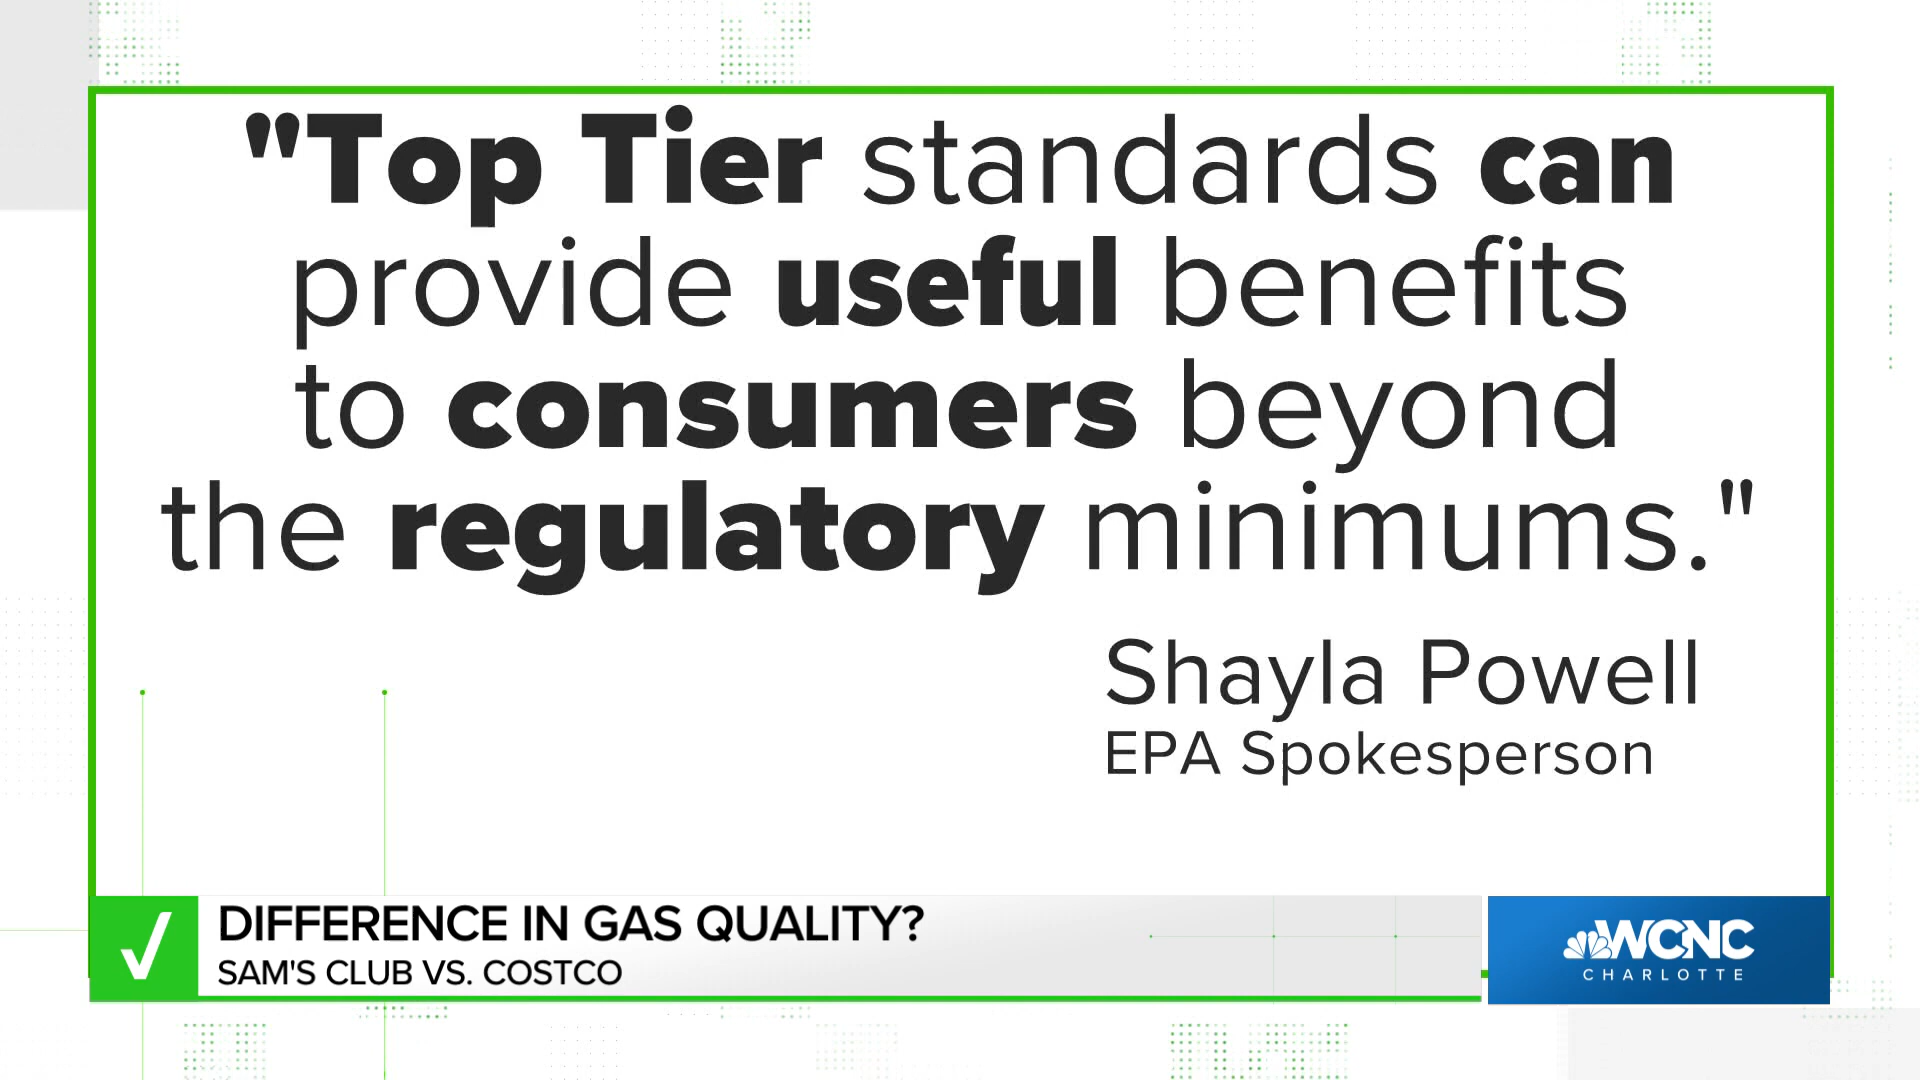 "Top Tier standards can
provide useful benefits
to consumers beyond
the regulatory minimums."
Shayla Powell
EPA Spokesperson
DIFFERENCE IN GAS QUALITY?
SAM'S CLUB VS. COSTCO
WCNC
CHARLOTTE